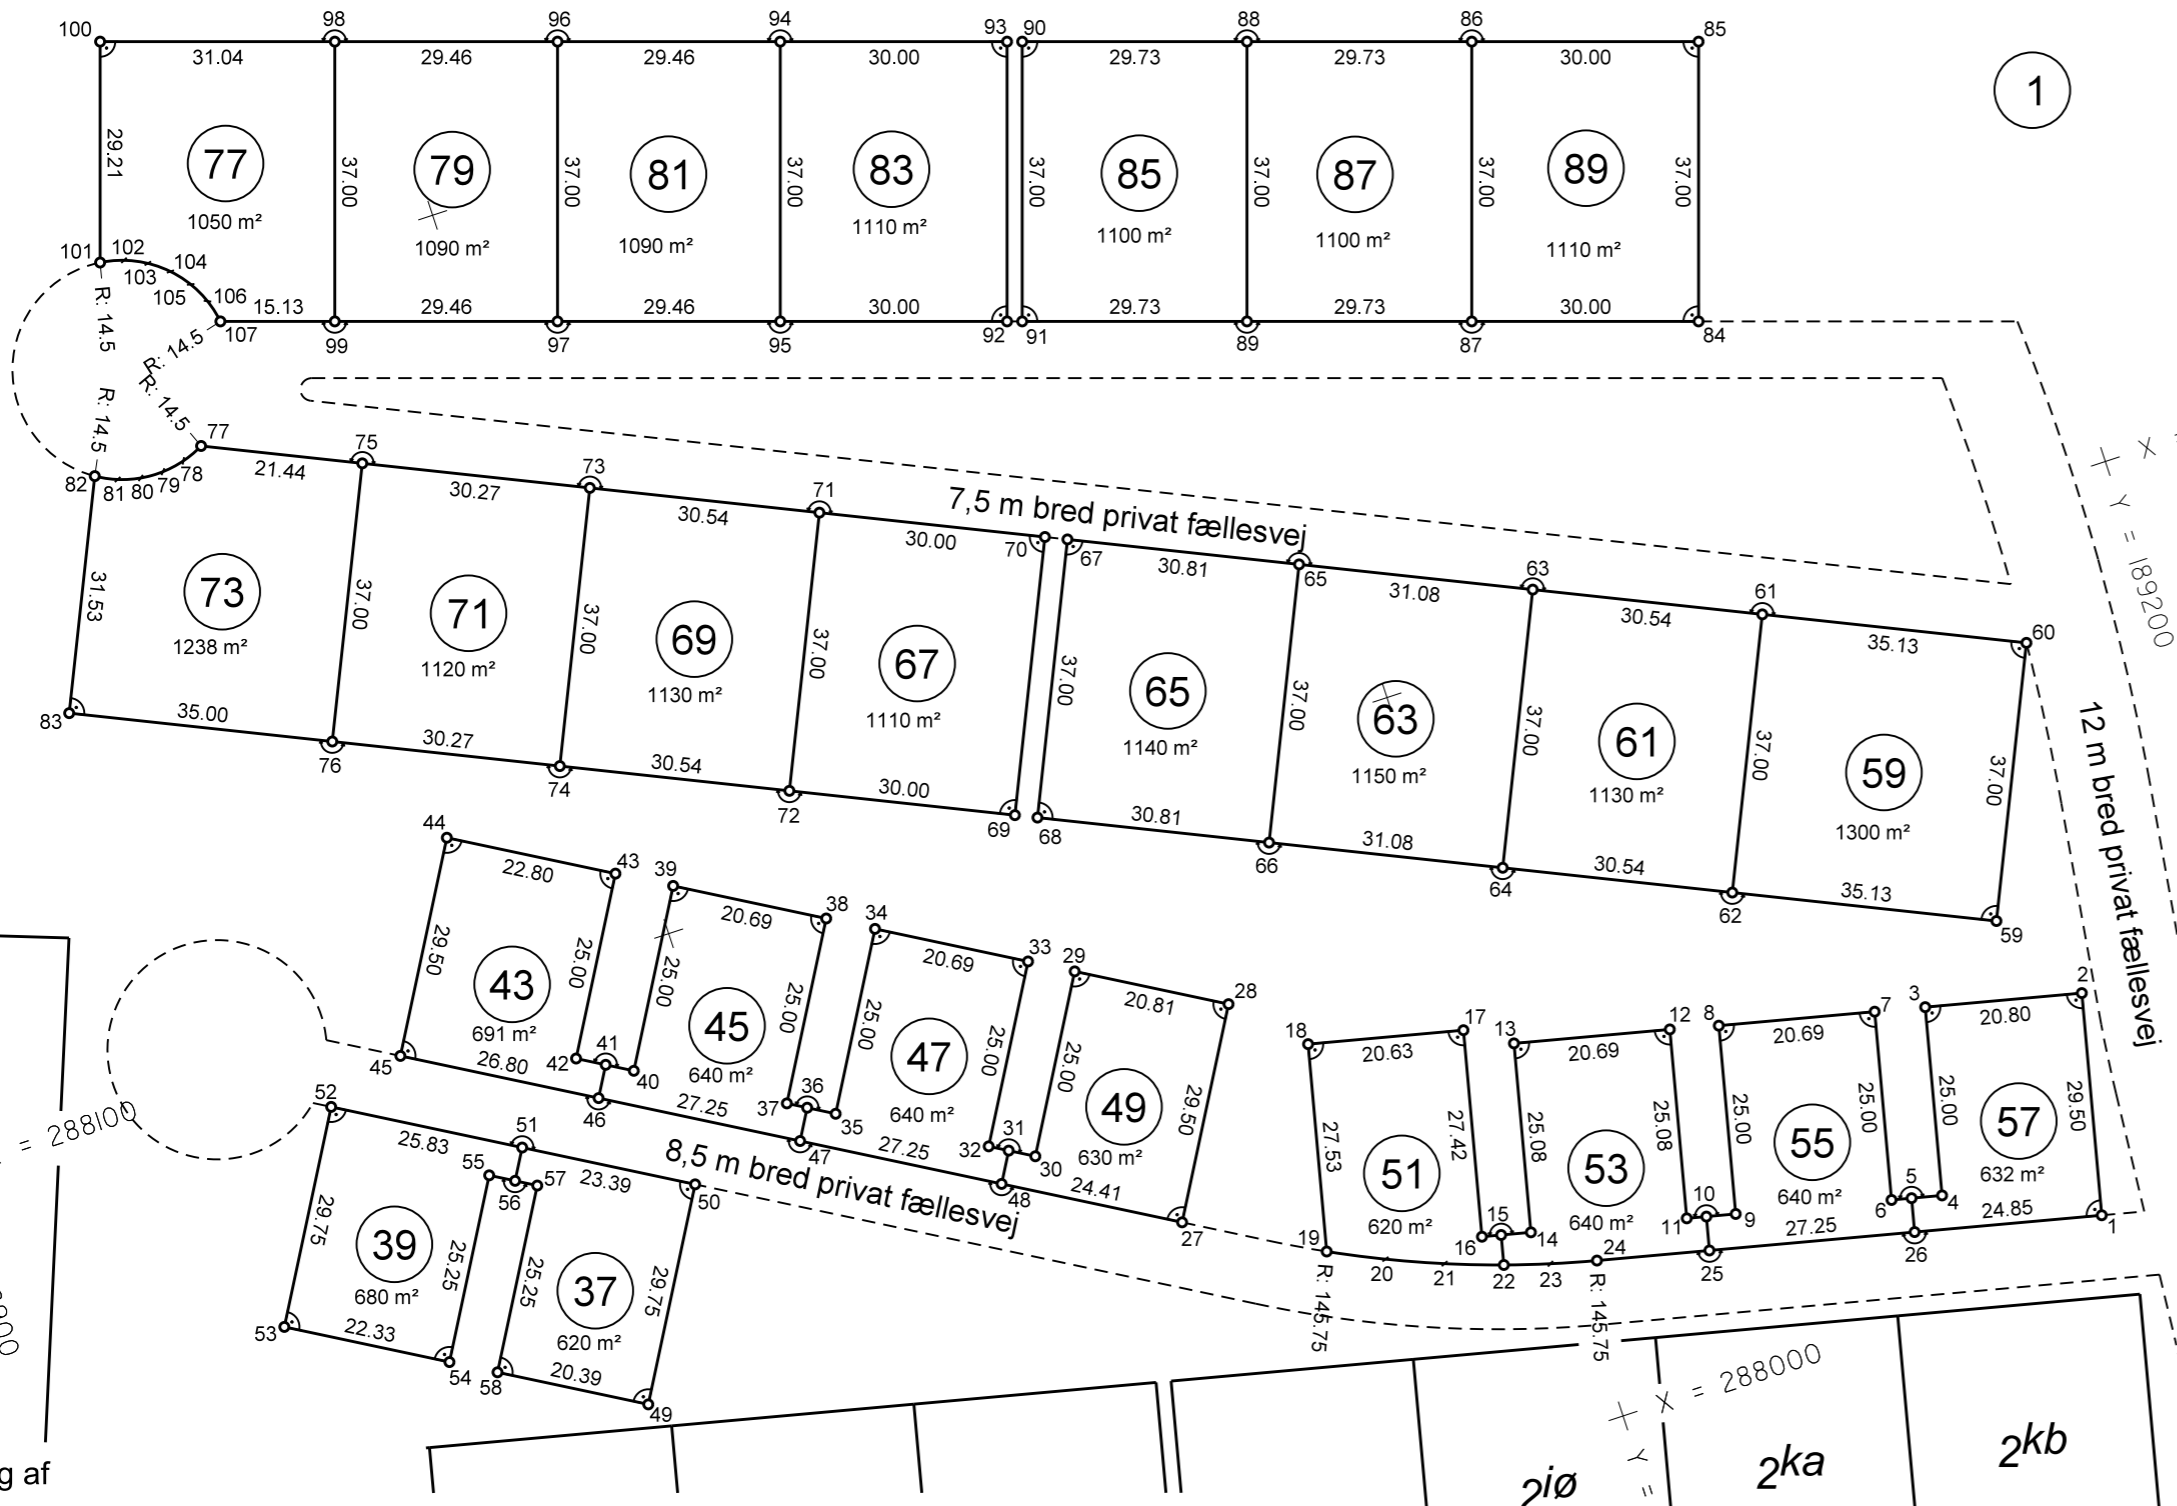 100 98 96 94 93 90 88 86 85
31.04 29.46 29.46 30.00 29.73 29.73 30.00
1
29.21 37.00 37.00 37.00 37.00 37.00 37.00 37.00
77 79 81 83 85 87 89
1050 m² 1090 m² 1090 m² 1110 m² 1100 m² 1100 m² 1110 m²
101 102 103 104 105 106 107
R: 14.5
R: 14.5
15.13 29.46 29.46 30.00 29.73 29.73 30.00
99 97 95 92 91 89 87 84
R: 14.5
R: 14.5
82 81 80 79 78 77 75 73 71 70 67 65 63 61 60
21.44 30.27 30.54 30.00 30.81 31.08 30.54 35.13
7,5 m bred privat fællesvej
X
Y = 189200
31.53 37.00 37.00 37.00 37.00 37.00 37.00 37.00 37.00
73 71 69 67 65 63 61 59
1238 m² 1120 m² 1130 m² 1110 m² 1140 m² 1150 m² 1130 m² 1300 m²
12 m bred privat fællesvej
35.00 30.27 30.54 30.00 30.81 31.08 30.54 35.13
83 76 74 72 69 68 66 64 62 59
44 43 39 38 34 33 29 28
22.80 20.69 20.69 20.81
29.50 25.00 25.00 25.00 25.00 25.00 25.00 29.50
43 45 47 49
691 m² 640 m² 640 m² 630 m²
45 42 41 40 37 36 35 32 31 30
26.80 27.25 27.25 24.41
46 47 48 27
18 17 13 12 8 7 3 2
20.63 20.69 20.69 20.80
27.53 27.42 25.08 25.08 25.00 25.00 25.00 29.50
51 53 55 57
620 m² 640 m² 640 m² 632 m²
19 16 15 14 11 10 9 6 5 4 1
20 21 22 23 24 25 26
27.25 24.85
R: 145.75
R: 145.75
= 288100
8,5 m bred privat fællesvej
52 51 50
25.83 23.39
55 56 57
29.75 25.25 25.25 29.75
39 37
680 m² 620 m²
53 54 58 49
22.33 20.39
X = 288000
Y =
2iø 2ka 2kb
g af